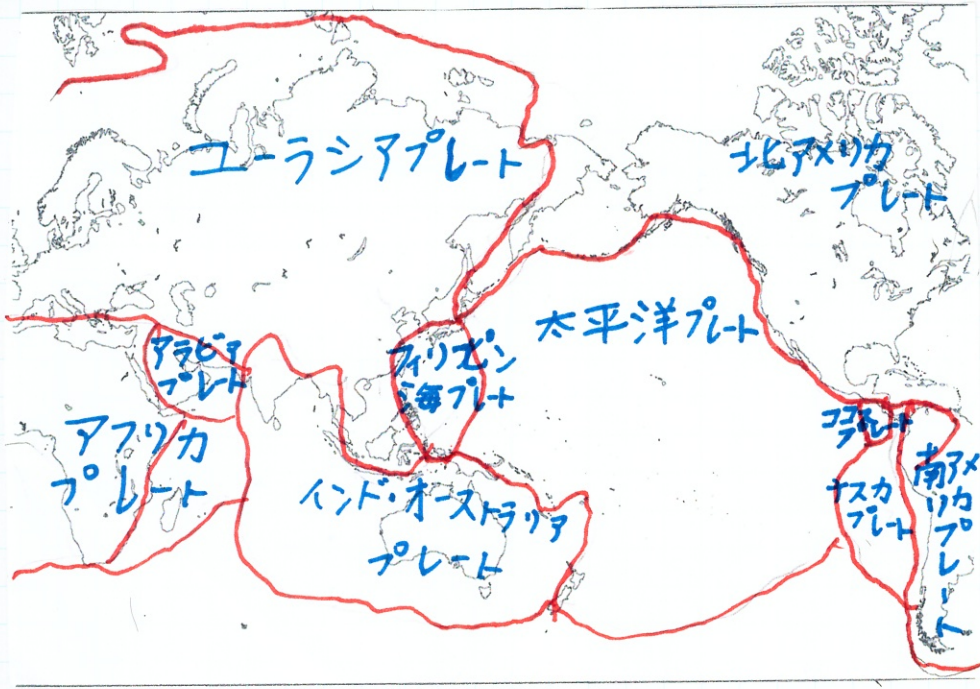 ユーラシアプレート
北アメリカ
プレート
太平洋プレート
フィリピン
海プレート
アラビア
プレート
アフリカ
プレート
インド・オーストラリア
プレート
ココス
プレート
ナスカ
プレート
南アメ
リカプレート